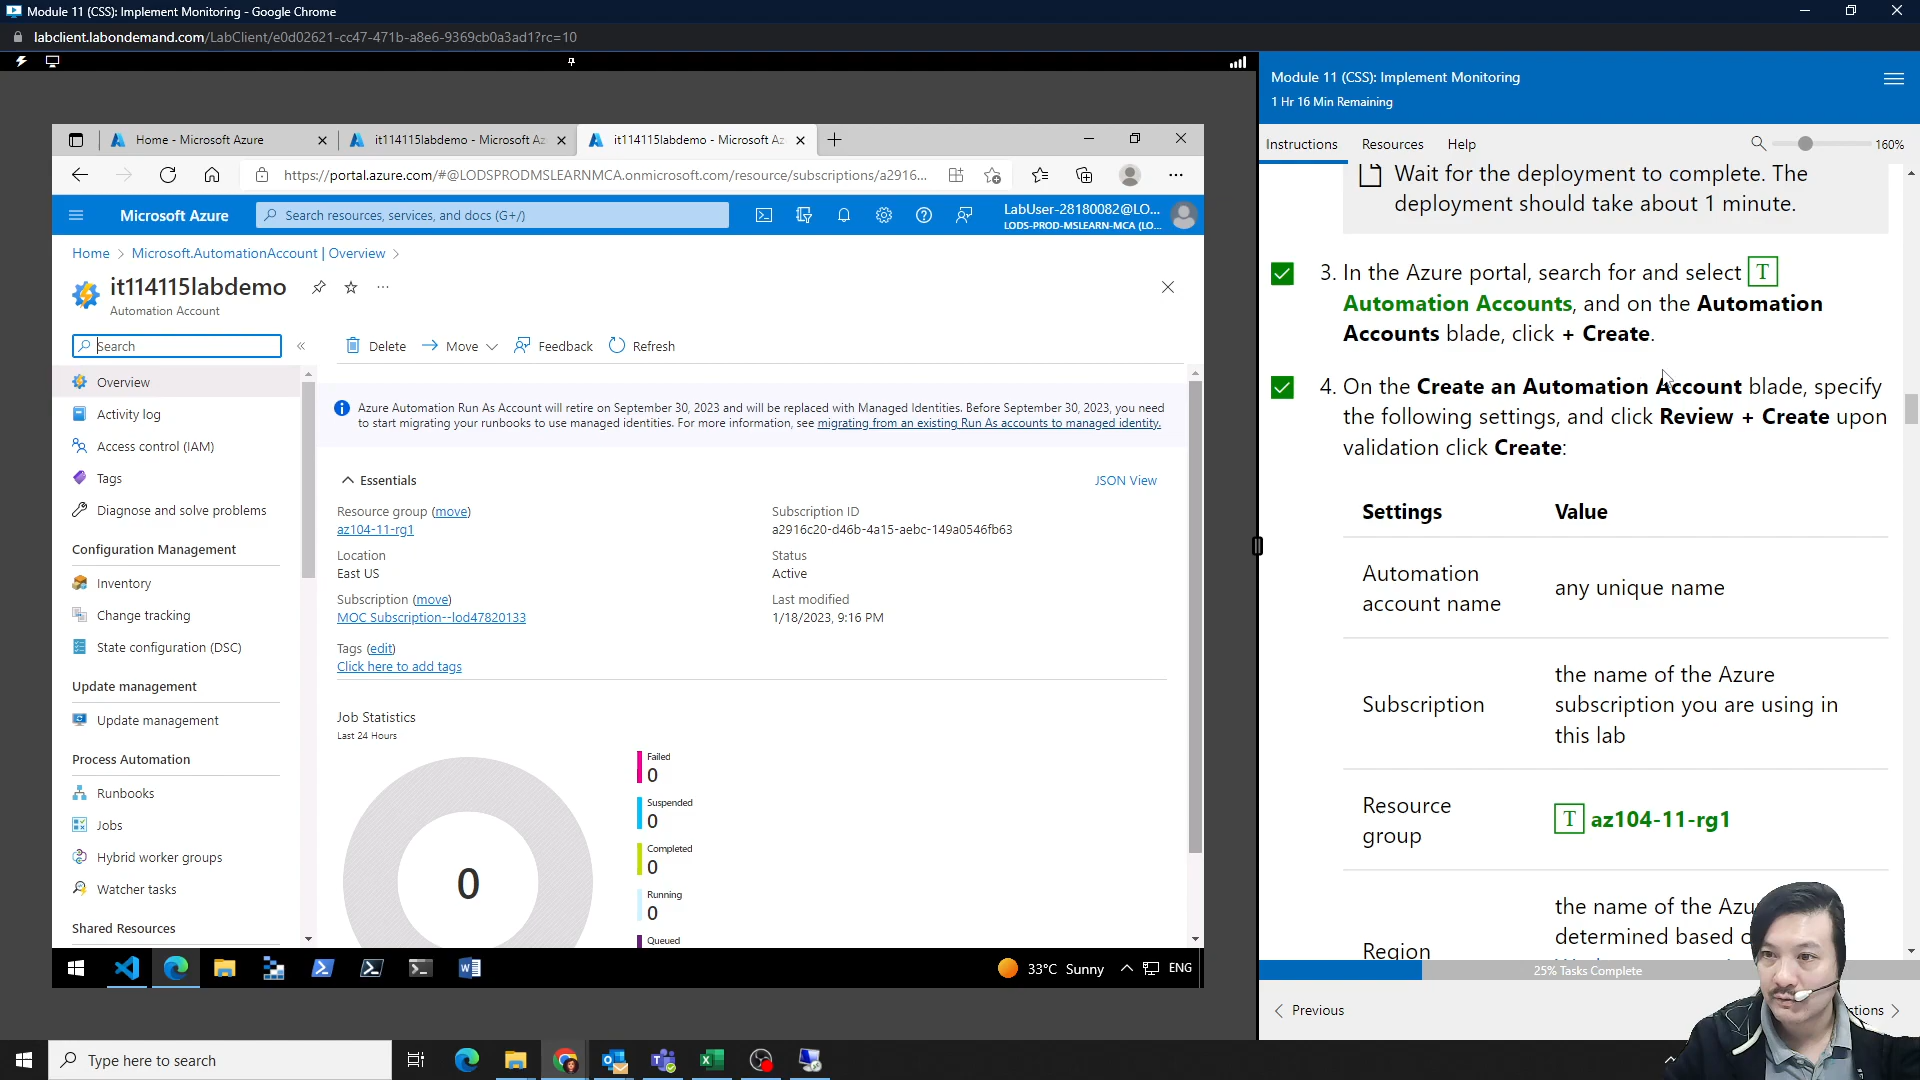 Module 11 (CSS): Implement Monitoring - Google Chrome
labclient.labondemand.com/LabClient/e0d02621-cc47-471b-a8e6-9369cb0a3ad1?rc=10
Home - Microsoft Azure
it114115labdemo - Microsoft Az
it114115labdemo - Microsoft Az
https://portal.azure.com/#@LODSPRODMSLEARNMCA.onmicrosoft.com/resource/subscriptions/a2916...
Microsoft Azure
Search resources, services, and docs (G+/)
LabUser-28180082@LO...
LODS-PROD-MSLEARN-MCA (LO...
Home > Microsoft.AutomationAccount | Overview >
it114115labdemo
Automation Account
Search
Delete
Move
Feedback
Refresh
Overview
Activity log
Access control (IAM)
Tags
Diagnose and solve problems
Configuration Management
Inventory
Change tracking
State configuration (DSC)
Update management
Update management
Process Automation
Runbooks
Jobs
Hybrid worker groups
Watcher tasks
Shared Resources
Azure Automation Run As Account will retire on September 30, 2023 and will be replaced with Managed Identities. Before September 30, 2023, you need
to start migrating your runbooks to use managed identities. For more information, see migrating from an existing Run As accounts to managed identity.
Essentials
JSON View
Resource group (move)
az104-11-rg1
Location
East US
Subscription (move)
MOC Subscription--lod47820133
Tags (edit)
Click here to add tags
Subscription ID
a2916c20-d46b-4a15-aebc-149a0546fb63
Status
Active
Last modified
1/18/2023, 9:16 PM
Job Statistics
Last 24 Hours
0
Failed
0
Suspended
0
Completed
0
Running
0
Queued
33°C Sunny
ENG
Module 11 (CSS): Implement Monitoring
1 Hr 16 Min Remaining
Instructions
Resources
Help
160%
Wait for the deployment to complete. The
deployment should take about 1 minute.
3. In the Azure portal, search for and select T
Automation Accounts, and on the Automation
Accounts blade, click + Create.
4. On the Create an Automation Account blade, specify
the following settings, and click Review + Create upon
validation click Create:
Settings
Value
Automation
account name
any unique name
Subscription
the name of the Azure
subscription you are using in
this lab
Resource
group
T az104-11-rg1
Region
the name of the Azu
determined based o
25% Tasks Complete
Previous
Type here to search